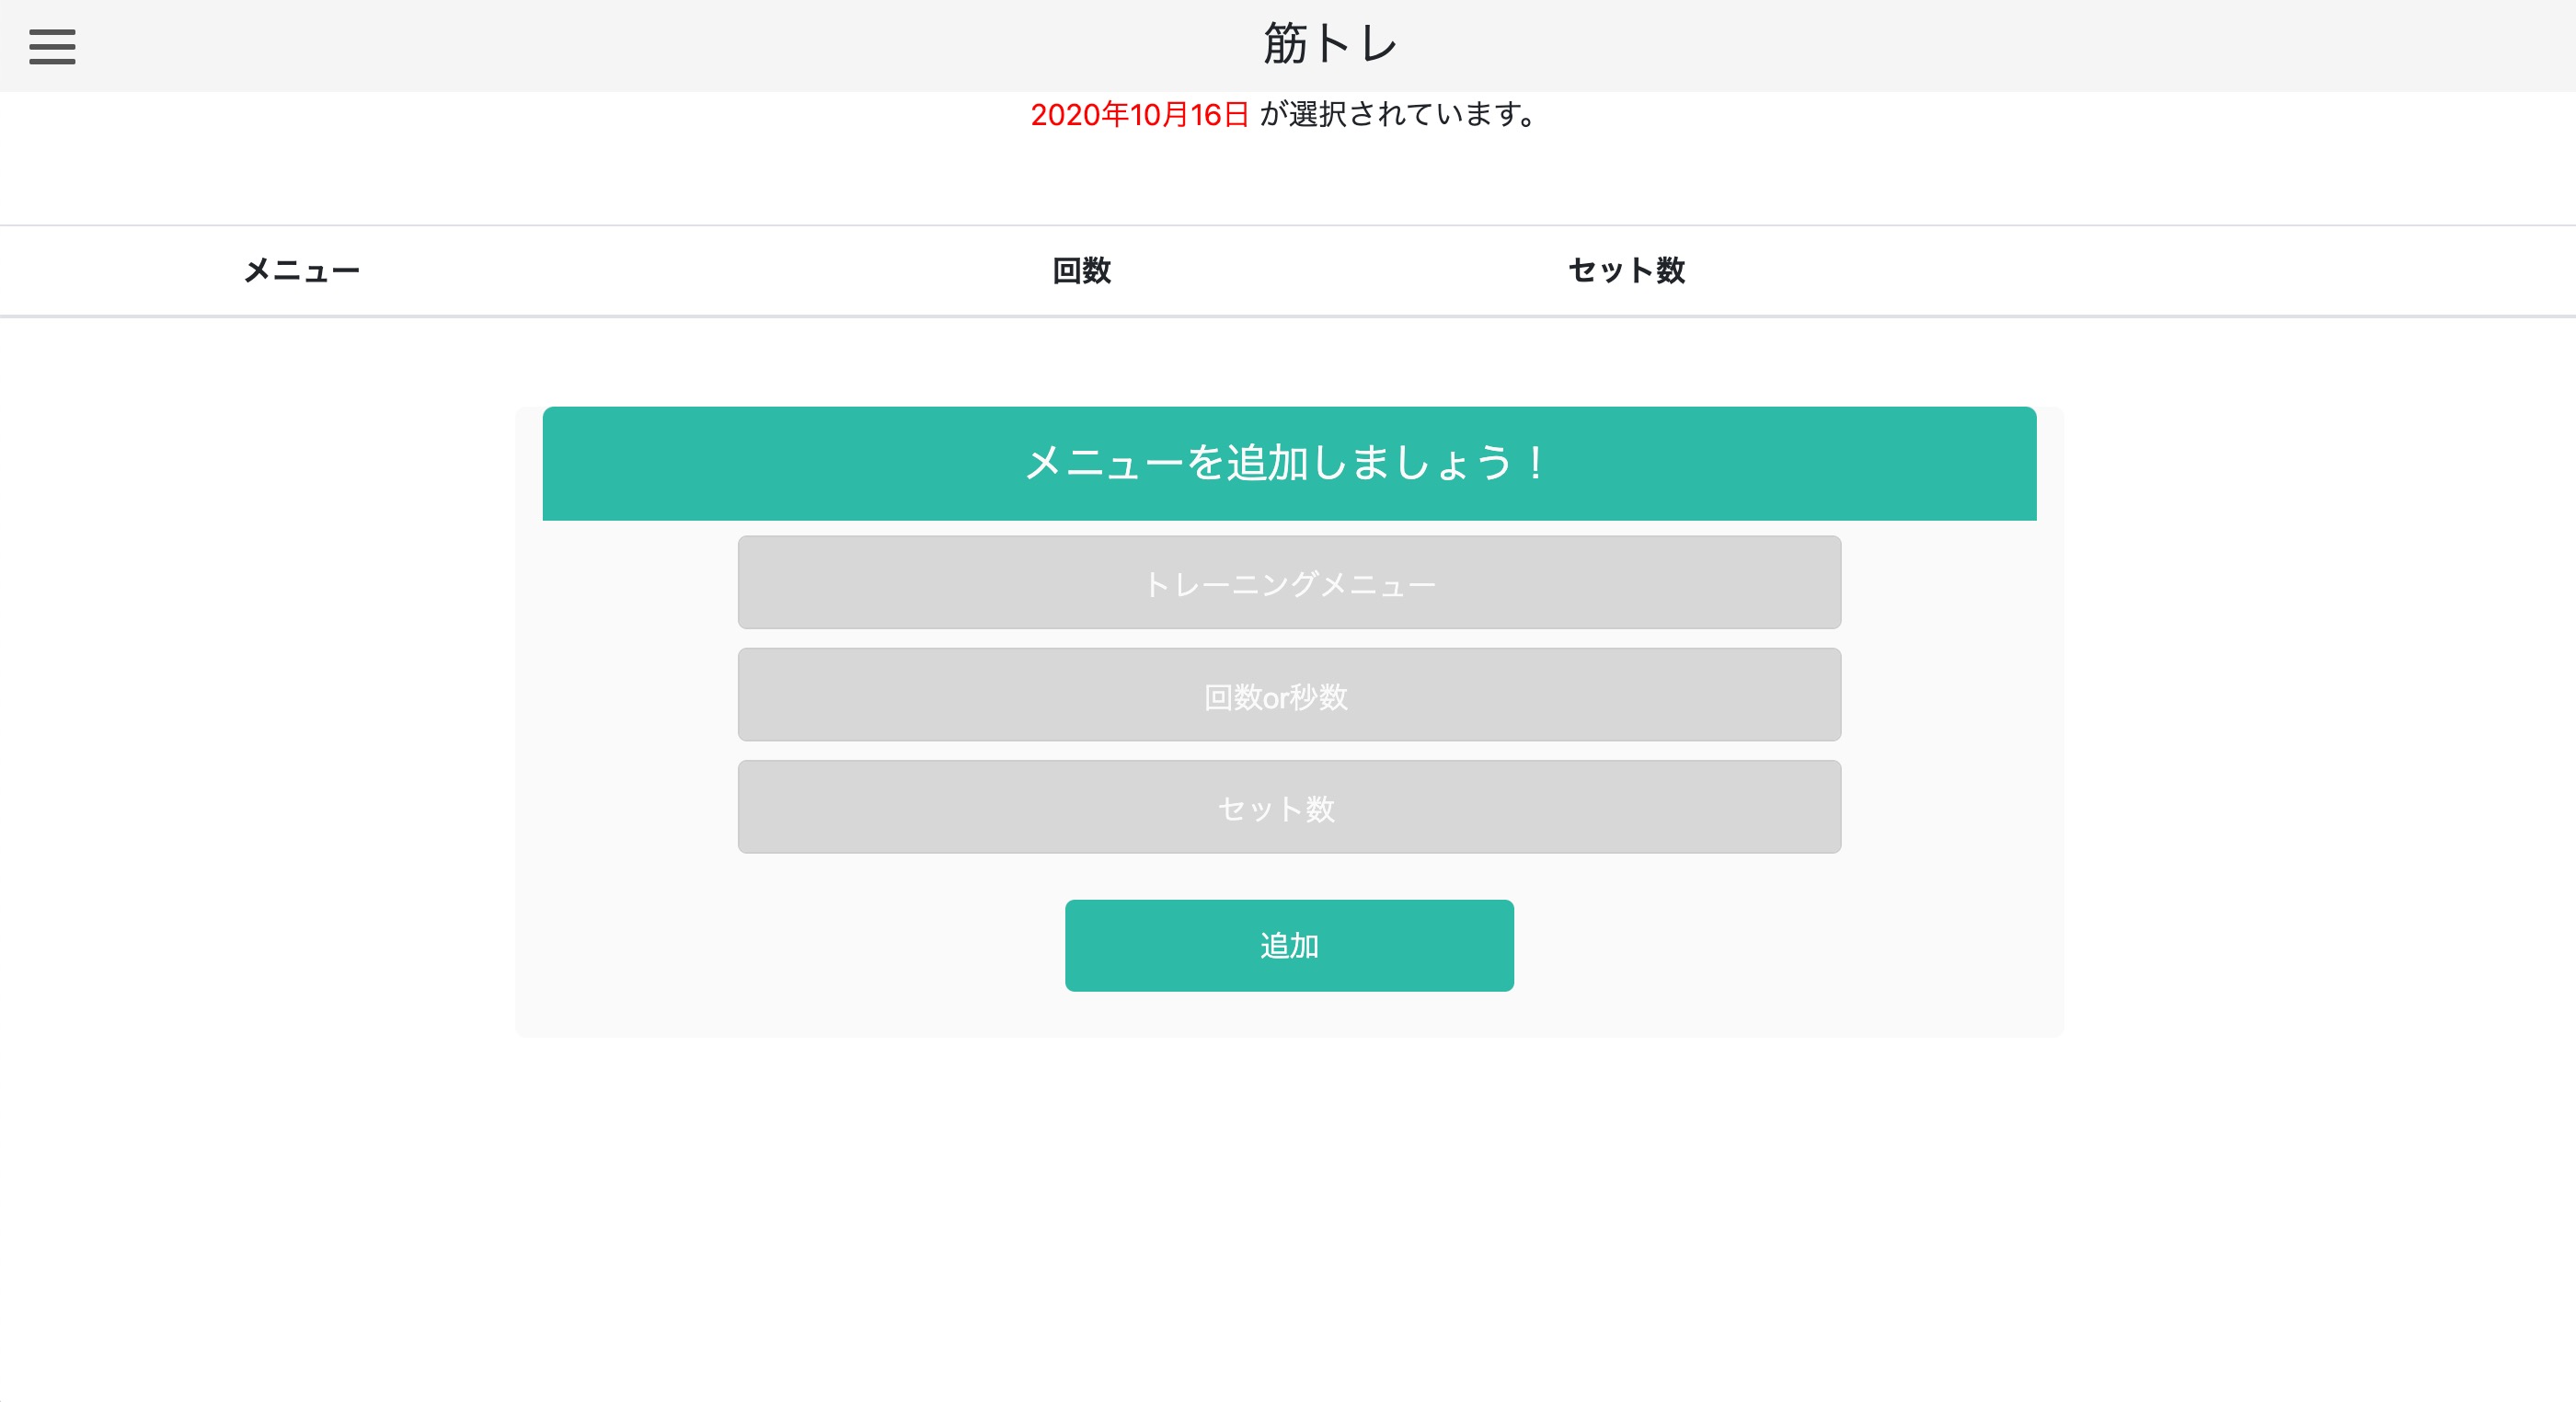 筋トレ
2020年10月16日 が選択されています。
メニュー 回数 セット数
メニューを追加しましょう！
トレーニングメニュー
回数or秒数
セット数
追加